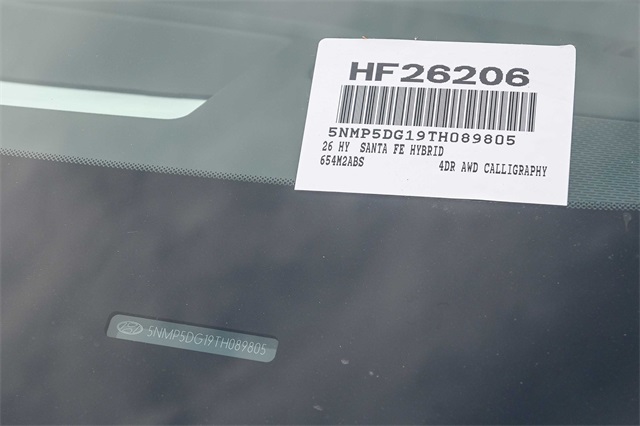 HF26206
5NMP5DG19TH089805
26 HY SANTA FE HYBRID
654M2ABS 4DR AWD CALLIGRAPHY
5NMP5DG19TH089805